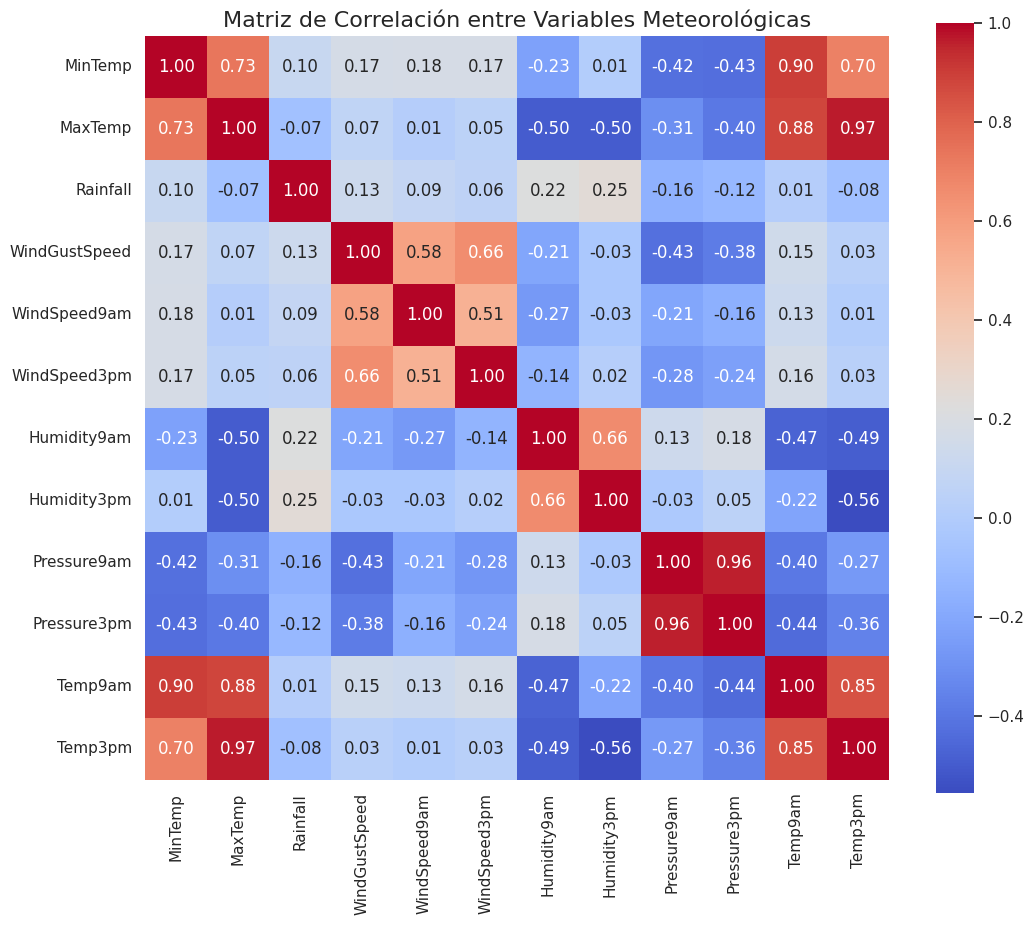 Matriz de Correlación entre Variables Meteorológicas
MinTemp 1.00 0.73 0.10 0.17 0.18 0.17 -0.23 0.01 -0.42 -0.43 0.90 0.70
MaxTemp 0.73 1.00 -0.07 0.07 0.01 0.05 -0.50 -0.50 -0.31 -0.40 0.88 0.97
Rainfall 0.10 -0.07 1.00 0.13 0.09 0.06 0.22 0.25 -0.16 -0.12 0.01 -0.08
WindGustSpeed 0.17 0.07 0.13 1.00 0.58 0.66 -0.21 -0.03 -0.43 -0.38 0.15 0.03
WindSpeed9am 0.18 0.01 0.09 0.58 1.00 0.51 -0.27 -0.03 -0.21 -0.16 0.13 0.01
WindSpeed3pm 0.17 0.05 0.06 0.66 0.51 1.00 -0.14 0.02 -0.28 -0.24 0.16 0.03
Humidity9am -0.23 -0.50 0.22 -0.21 -0.27 -0.14 1.00 0.66 0.13 0.18 -0.47 -0.49
Humidity3pm 0.01 -0.50 0.25 -0.03 -0.03 0.02 0.66 1.00 -0.03 0.05 -0.22 -0.56
Pressure9am -0.42 -0.31 -0.16 -0.43 -0.21 -0.28 0.13 -0.03 1.00 0.96 -0.40 -0.27
Pressure3pm -0.43 -0.40 -0.12 -0.38 -0.16 -0.24 0.18 0.05 0.96 1.00 -0.44 -0.36
Temp9am 0.90 0.88 0.01 0.15 0.13 0.16 -0.47 -0.22 -0.40 -0.44 1.00 0.85
Temp3pm 0.70 0.97 -0.08 0.03 0.01 0.03 -0.49 -0.56 -0.27 -0.36 0.85 1.00
MinTemp MaxTemp Rainfall WindGustSpeed WindSpeed9am WindSpeed3pm Humidity9am Humidity3pm Pressure9am Pressure3pm Temp9am Temp3pm
1.0
0.8
0.6
0.4
0.2
0.0
-0.2
-0.4